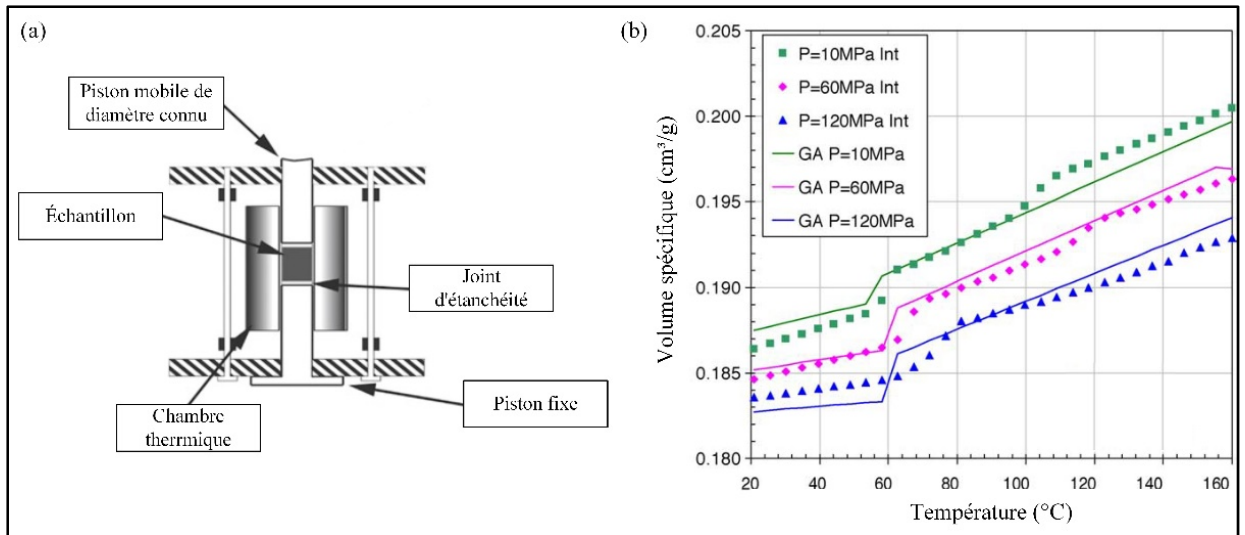 (a)
Piston mobile de
diamètre connu
Échantillon
Joint
d'étanchéité
Chambre
thermique
Piston fixe
(b)
P=10MPa Int
P=60MPa Int
P=120MPa Int
GA P=10MPa
GA P=60MPa
GA P=120MPa
Volume spécifique (cm³/g)
0.205
0.200
0.195
0.190
0.185
0.180
20
40
60
80
100
120
140
160
Température (°C)